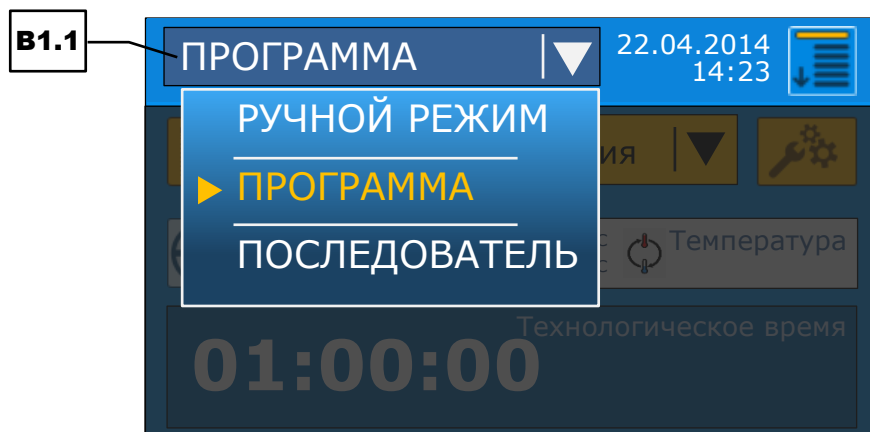 B1.1
ПРОГРАММА
22.04.2014
14:23
РУЧНОЙ РЕЖИМ
ПРОГРАММА
ПОСЛЕДОВАТЕЛЬ
ия
с
с
Температура
Технологическое время
01:00:00